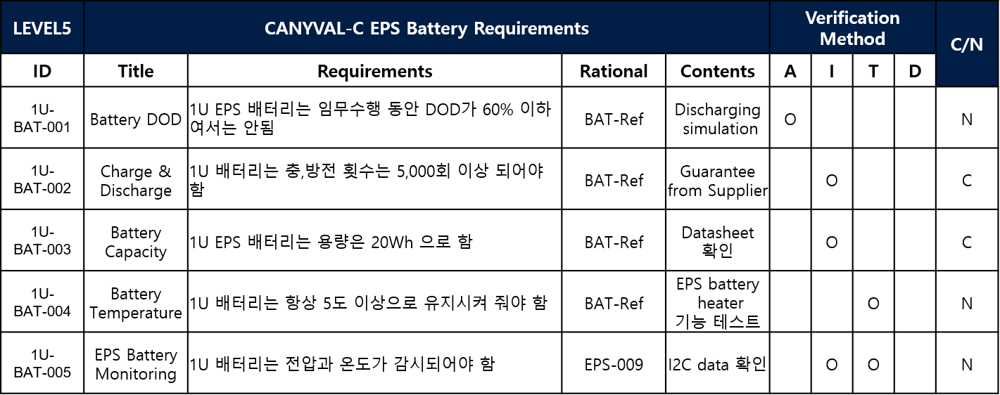 LEVEL5
CANYVAL-C EPS Battery Requirements
Verification
Method
C/N
ID
Title
Requirements
Rational
Contents
A
I
T
D
1U-
BAT-001
Battery DOD
1U EPS 배터리는 임무수행 동안 DOD가 60% 이하
여서는 안됨
BAT-Ref
Discharging
simulation
O
N
1U-
BAT-002
Charge &
Discharge
1U 배터리는 충,방전 횟수는 5,000회 이상 되어야
함
BAT-Ref
Guarantee
from Supplier
O
C
1U-
BAT-003
Battery
Capacity
1U EPS 배터리는 용량은 20Wh 으로 함
BAT-Ref
Datasheet
확인
O
C
1U-
BAT-004
Battery
Temperature
1U 배터리는 항상 5도 이상으로 유지시켜 줘야 함
BAT-Ref
EPS battery
heater
기능 테스트
O
N
1U-
BAT-005
EPS Battery
Monitoring
1U 배터리는 전압과 온도가 감시되어야 함
EPS-009
I2C data 확인
O
O
N